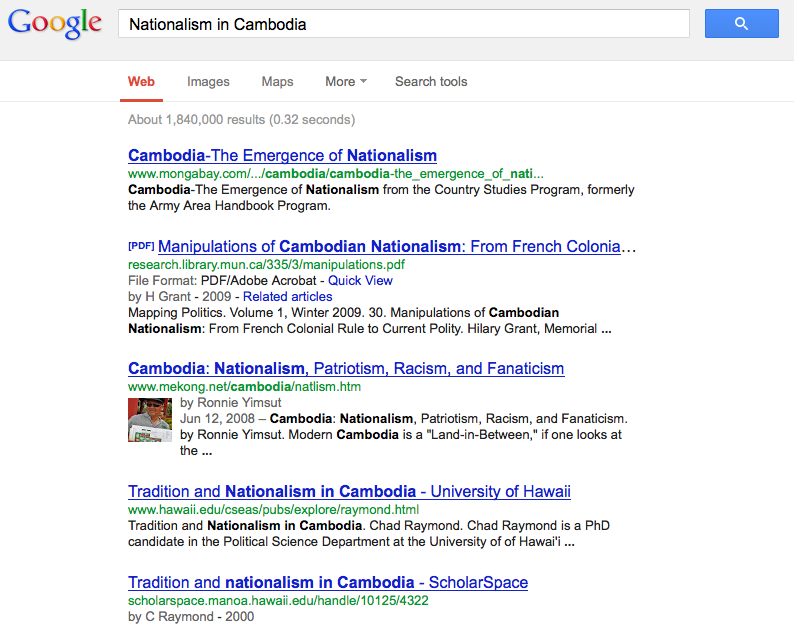 Google
Nationalism in Cambodia
Web Images Maps More Search tools
About 1,840,000 results (0.32 seconds)
Cambodia-The Emergence of Nationalism
www.mongabay.com/.../cambodia/cambodia-the_emergence_of_nati...
Cambodia-The Emergence of Nationalism from the Country Studies Program, formerly
the Army Area Handbook Program.
[PDF] Manipulations of Cambodian Nationalism: From French Colonia...
research.library.mun.ca/335/3/manipulations.pdf
File Format: PDF/Adobe Acrobat - Quick View
by H Grant - 2009 - Related articles
Mapping Politics. Volume 1, Winter 2009. 30. Manipulations of Cambodian
Nationalism: From French Colonial Rule to Current Polity. Hilary Grant, Memorial ...
Cambodia: Nationalism, Patriotism, Racism, and Fanaticism
www.mekong.net/cambodia/natlism.htm
by Ronnie Yimsut
Jun 12, 2008 – Cambodia: Nationalism, Patriotism, Racism, and Fanaticism.
by Ronnie Yimsut. Modern Cambodia is a "Land-in-Between," if one looks at
the ...
Tradition and Nationalism in Cambodia - University of Hawaii
www.hawaii.edu/cseas/pubs/explore/raymond.html
Tradition and Nationalism in Cambodia. Chad Raymond. Chad Raymond is a PhD
candidate in the Political Science Department at the University of of Hawai'i ...
Tradition and nationalism in Cambodia - ScholarSpace
scholarspace.manoa.hawaii.edu/handle/10125/4322
by C Raymond - 2000